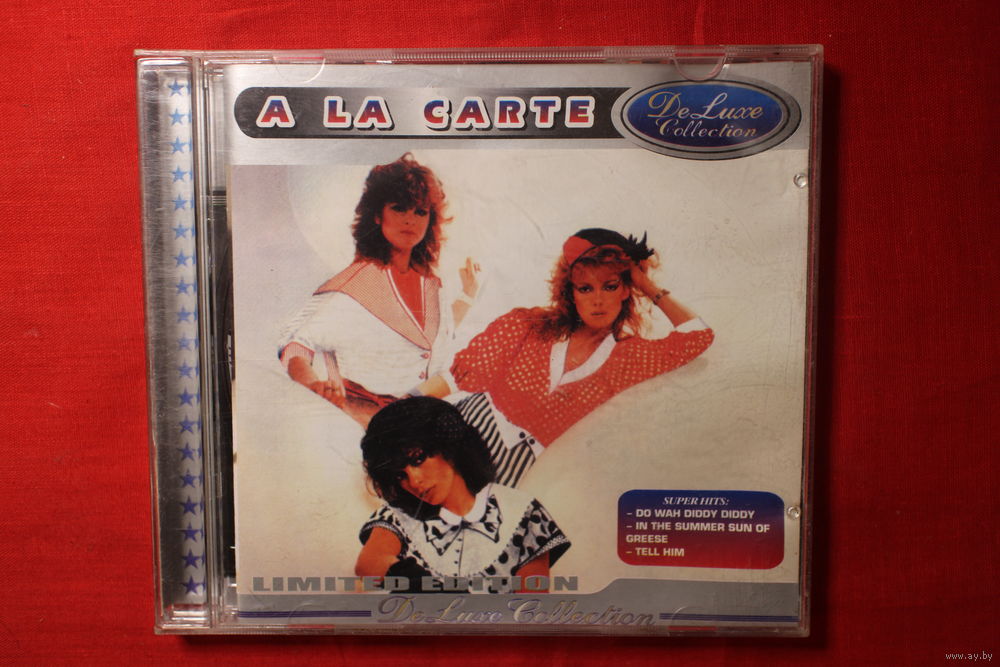 A LA CARTE
De Luxe
Collection
SUPER HITS:
– DO WAH DIDDY DIDDY
– IN THE SUMMER SUN OF
GREESE
– TELL HIM
LIMITED EDITION
De Luxe Collection
www.ay.by